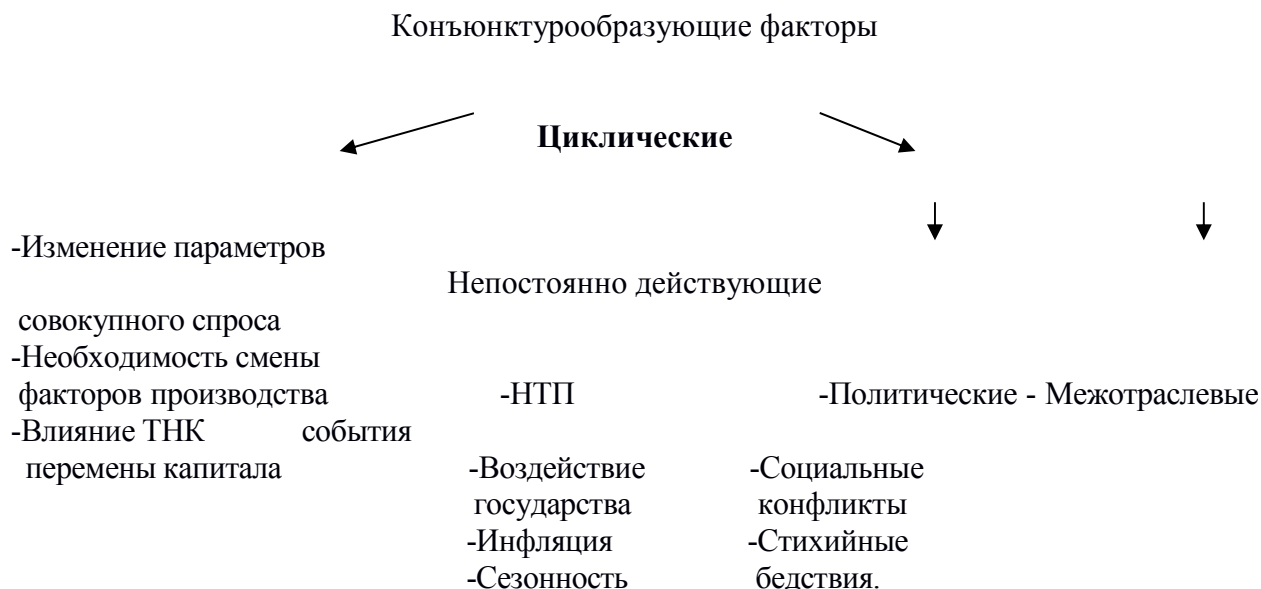 Конъюнктурообразующие факторы
Циклические
-Изменение параметров
Непостоянно действующие
совокупного спроса
-Необходимость смены
факторов производства -НТП -Политические - Межотраслевые
-Влияние ТНК события
перемены капитала -Воздействие -Социальные
государства конфликты
-Инфляция -Стихийные
-Сезонность бедствия.